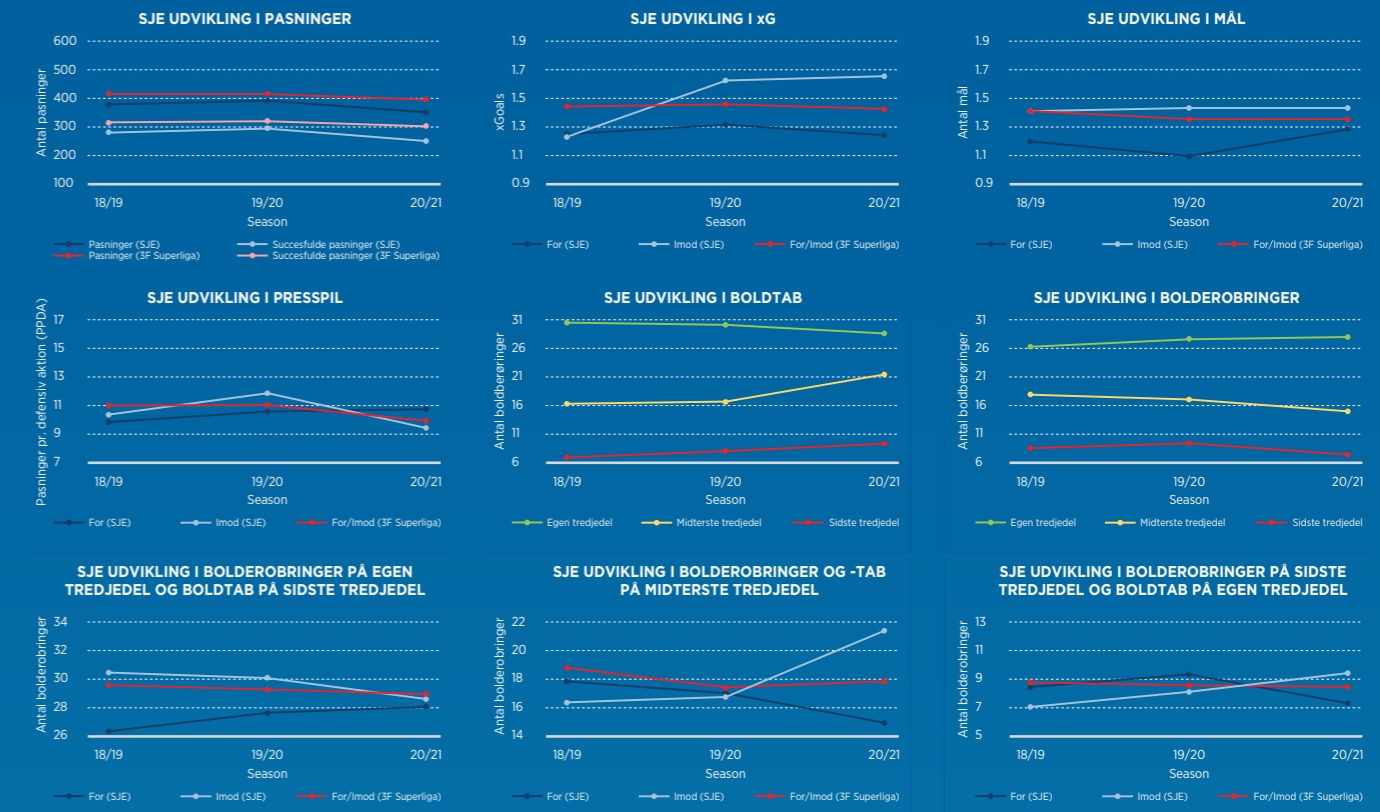 SJE UDVIKLING I PASNINGER
600
500
400
300
200
100
Antal pasninger
18/19 19/20 20/21
Season
Pasninger (SJE) Succesfulde pasninger (SJE)
Pasninger (3F Superliga) Succesfulde pasninger (3F Superliga)
SJE UDVIKLING I xG
1.9
1.7
1.5
1.3
1.1
0.9
xGoals
18/19 19/20 20/21
Season
For (SJE) Imod (SJE) For/Imod (3F Superliga)
SJE UDVIKLING I MÅL
1.9
1.7
1.5
1.3
1.1
0.9
Antal mål
18/19 19/20 20/21
Season
For (SJE) Imod (SJE) For/Imod (3F Superliga)
SJE UDVIKLING I PRESSPIL
17
15
13
11
9
7
Pasninger pr. defensiv aktion (PPDA)
18/19 19/20 20/21
Season
For (SJE) Imod (SJE) For/Imod (3F Superliga)
SJE UDVIKLING I BOLDTAB
31
26
21
16
11
6
Antal boldberøringer
18/19 19/20 20/21
Season
Egen tredjedel Midterste tredjedel Sidste tredjedel
SJE UDVIKLING I BOLDEROBRINGER
31
26
21
16
11
6
Antal boldberøringer
18/19 19/20 20/21
Season
Egen tredjedel Midterste tredjedel Sidste tredjedel
SJE UDVIKLING I BOLDEROBRINGER PÅ EGEN
TREDJEDEL OG BOLDTAB PÅ SIDSTE TREDJEDEL
34
32
30
28
26
Antal bolderobringer
18/19 19/20 20/21
Season
For (SJE) Imod (SJE) For/Imod (3F Superliga)
SJE UDVIKLING I BOLDEROBRINGER OG -TAB
PÅ MIDTERSTE TREDJEDEL
22
20
18
16
14
Antal bolderobringer
18/19 19/20 20/21
Season
For (SJE) Imod (SJE) For/Imod (3F Superliga)
SJE UDVIKLING I BOLDEROBRINGER PÅ SIDSTE
TREDJEDEL OG BOLDTAB PÅ EGEN TREDJEDEL
13
11
9
7
5
Antal bolderobringer
18/19 19/20 20/21
Season
For (SJE) Imod (SJE) For/Imod (3F Superliga)